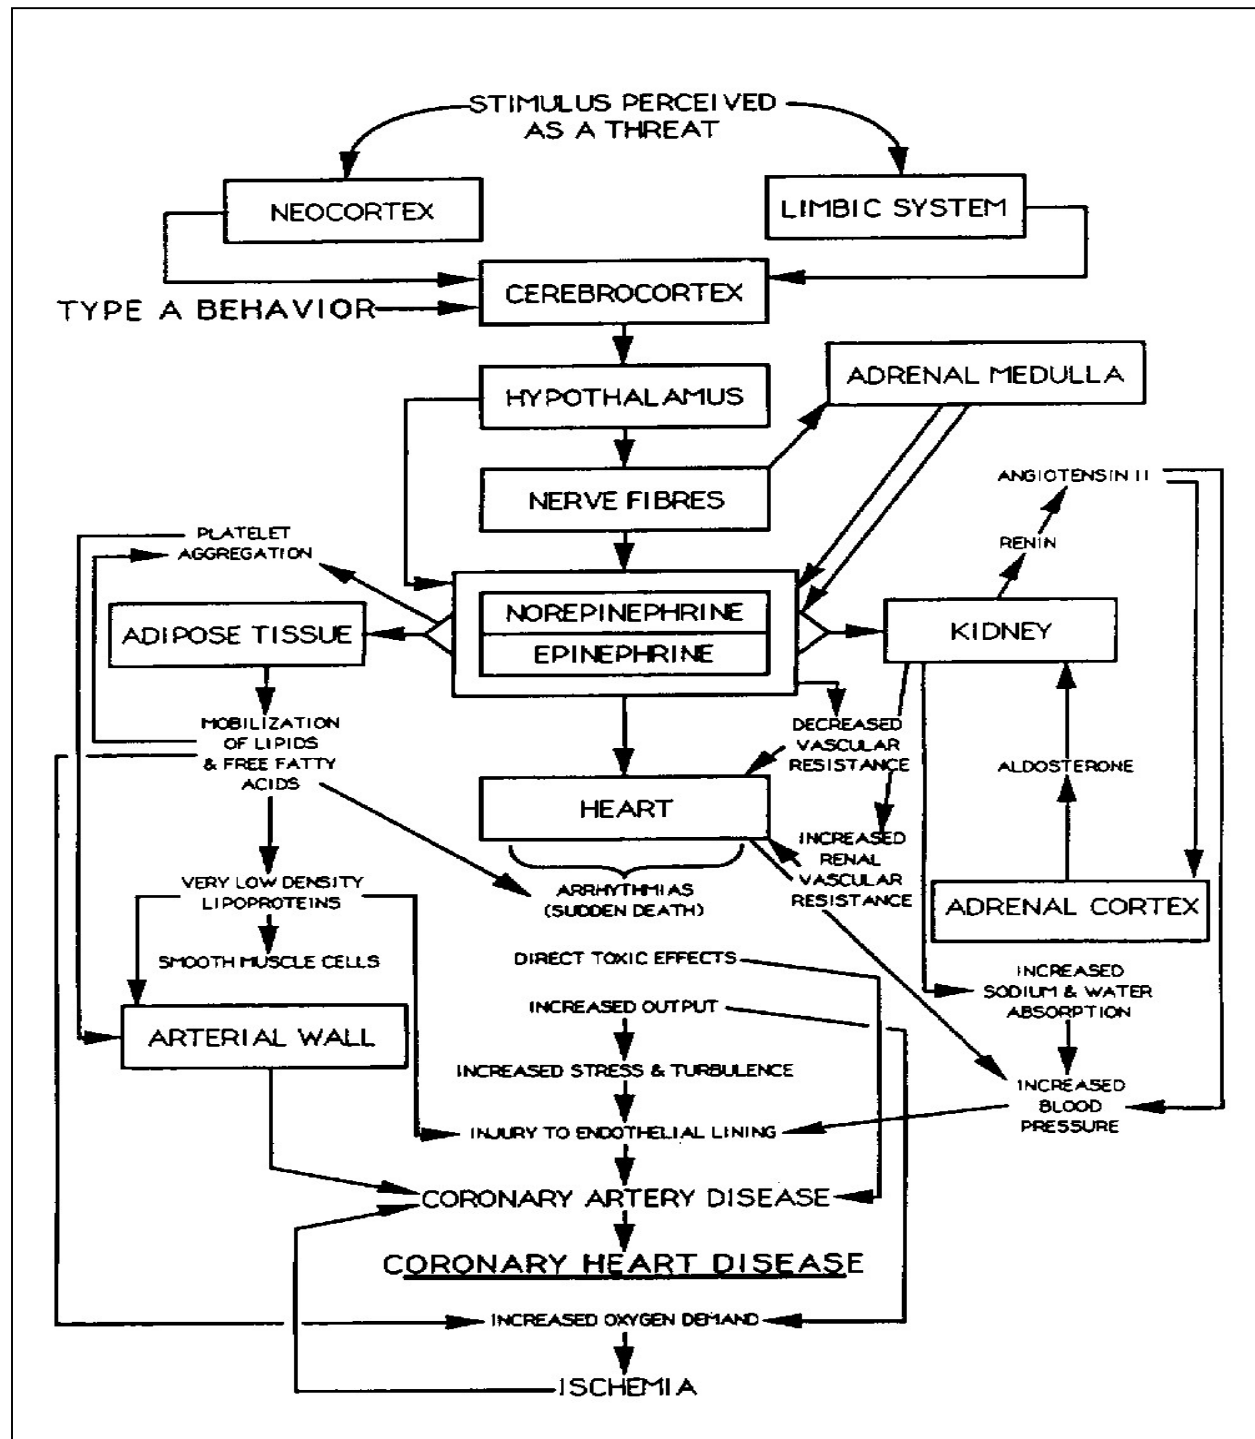 STIMULUS PERCEIVED
AS A THREAT
NEOCORTEX
LIMBIC SYSTEM
CEREBROCORTEX
TYPE A BEHAVIOR
HYPOTHALAMUS
ADRENAL MEDULLA
NERVE FIBRES
ANGIOTENSIN II
RENIN
PLATELET
AGGREGATION
NOREPINEPHRINE
EPINEPHRINE
ADIPOSE TISSUE
KIDNEY
MOBILIZATION
OF LIPIDS
& FREE FATTY
ACIDS
DECREASED
VASCULAR
RESISTANCE
ALDOSTERONE
HEART
INCREASED
RENAL
VASCULAR
RESISTANCE
VERY LOW DENSITY
LIPOPROTEINS
ARRHYTHMIAS
(SUDDEN DEATH)
ADRENAL CORTEX
SMOOTH MUSCLE CELLS
DIRECT TOXIC EFFECTS
INCREASED
SODIUM & WATER
ABSORPTION
INCREASED OUTPUT
ARTERIAL WALL
INCREASED STRESS & TURBULENCE
INCREASED
BLOOD
PRESSURE
INJURY TO ENDOTHELIAL LINING
CORONARY ARTERY DISEASE
CORONARY HEART DISEASE
INCREASED OXYGEN DEMAND
ISCHEMIA